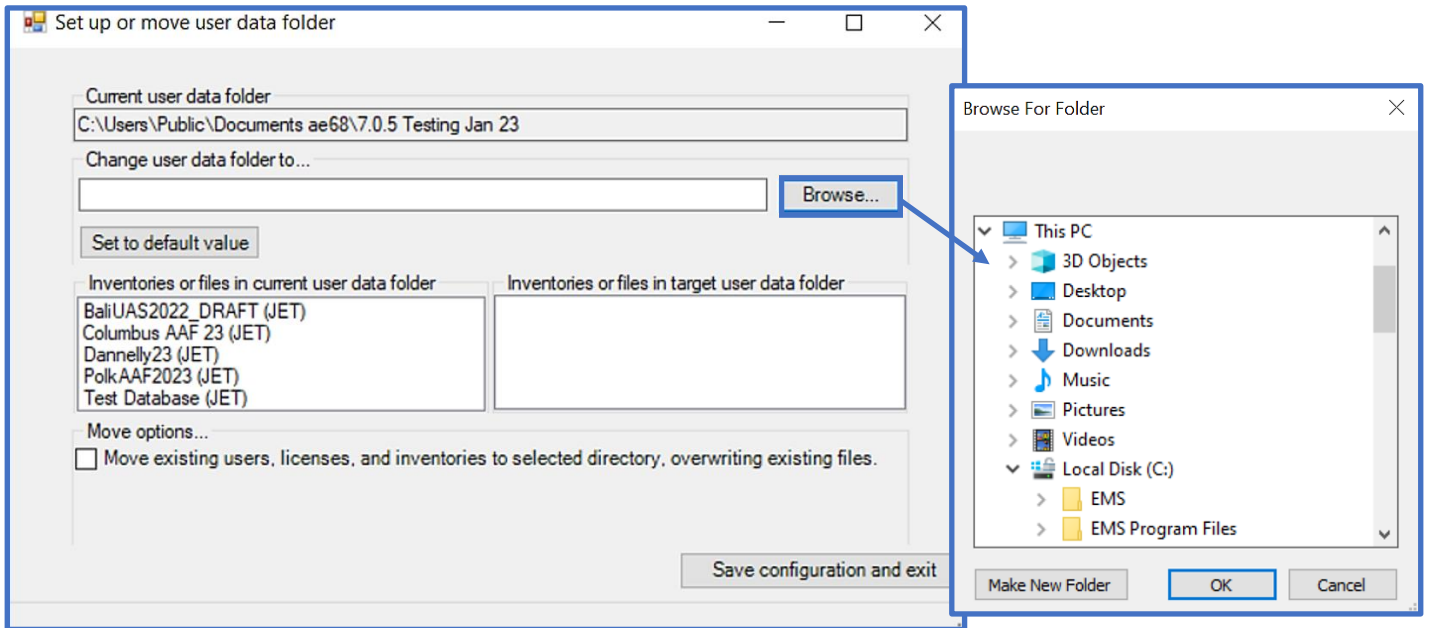 Set up or move user data folder
Current user data folder
C:\Users\Public\Documents ae68\7.0.5 Testing Jan 23
Change user data folder to...
Browse...
Set to default value
Inventories or files in current user data folder
BaliUAS2022_DRAFT (JET)
Columbus AAF 23 (JET)
Dannelly23 (JET)
PolkAAF2023 (JET)
Test Database (JET)
Inventories or files in target user data folder
Move options...
Move existing users, licenses, and inventories to selected directory, overwriting existing files.
Save configuration and exit
Browse For Folder
This PC
3D Objects
Desktop
Documents
Downloads
Music
Pictures
Videos
Local Disk (C:)
EMS
EMS Program Files
Make New Folder
OK
Cancel